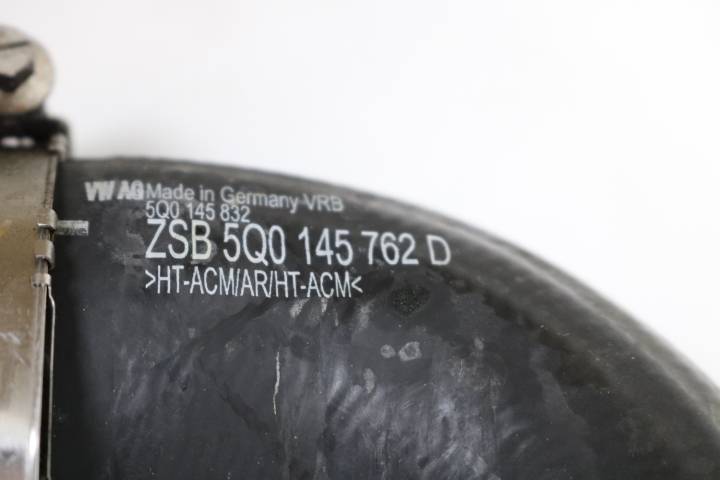 VW AG Made in Germany VRB
5Q0 145 832
ZSB 5Q0 145 762 D
>HT-ACM/AR/HT-ACM<